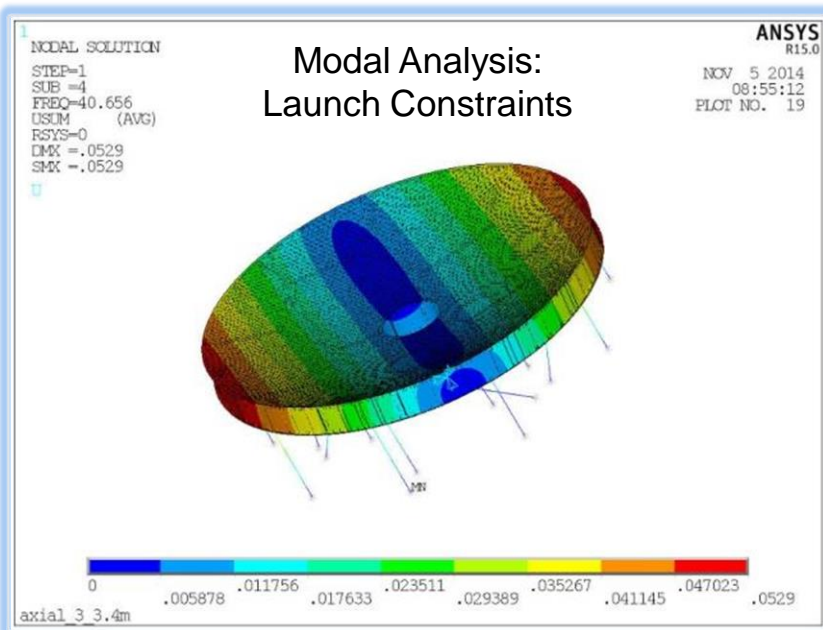 1
NODAL SOLUTION
STEP=1
SUB =4
FREQ=40.656
USUM (AVG)
RSYS=0
DMX =.0529
SMX =.0529
U
Modal Analysis:
Launch Constraints
ANSYS
R15.0
NOV 5 2014
08:55:12
PLOT NO. 19
MN
0 .011756 .023511 .035267 .047023
.005878 .017633 .029389 .041145 .0529
axial_3_3.4m